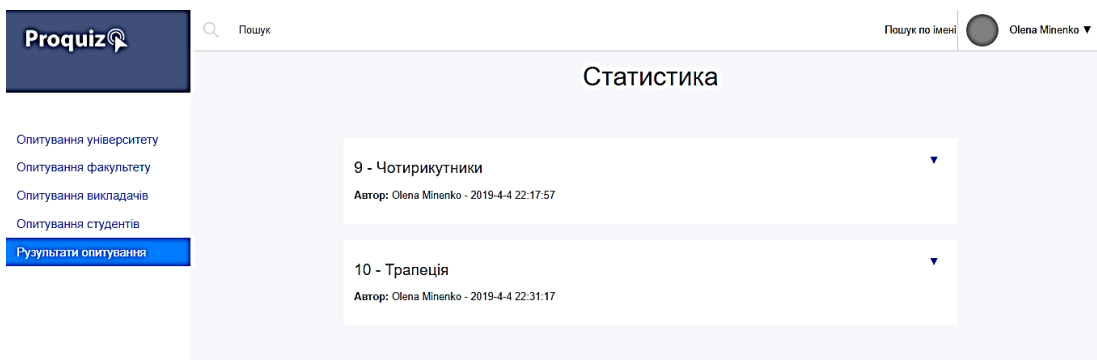 Proquiz
Пошук
Пошук по імені
Olena Minenko ▼
Статистика
Опитування університету
Опитування факультету
Опитування викладачів
Опитування студентів
Рузультати опитування
9 - Чотирикутники
Автор: Olena Minenko - 2019-4-4 22:17:57
10 - Трапеція
Автор: Olena Minenko - 2019-4-4 22:31:17